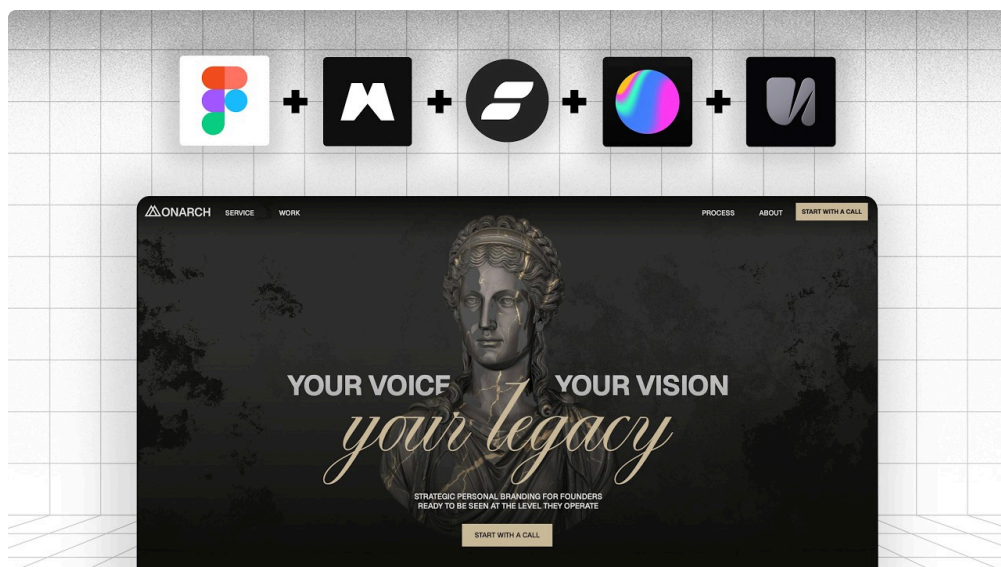 MONARCH SERVICE WORK PROCESS ABOUT START WITH A CALL
YOUR VOICE YOUR VISION
your legacy
STRATEGIC PERSONAL BRANDING FOR FOUNDERS
READY TO BE SEEN AT THE LEVEL THEY OPERATE
START WITH A CALL